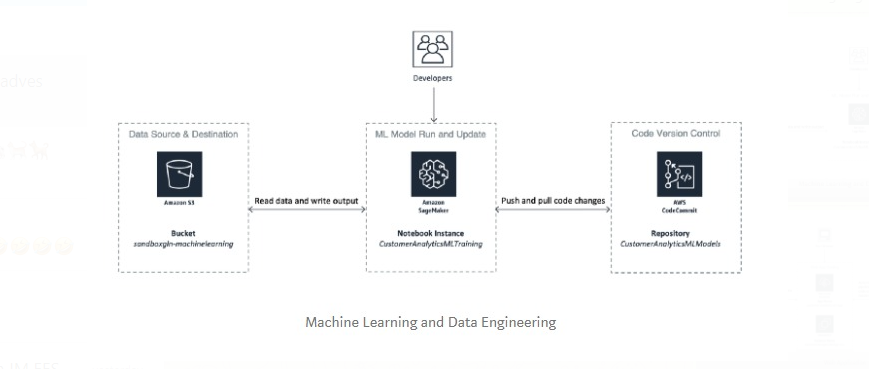 Developers
Data Source & Destination
Amazon S3
Bucket
sandboxgln-machinelearning
Read data and write output
ML Model Run and Update
Amazon
SageMaker
Notebook Instance
CustomerAnalyticsMLTraining
Push and pull code changes
Code Version Control
AWS
CodeCommit
Repository
CustomerAnalyticsMLModels
Machine Learning and Data Engineering
adves